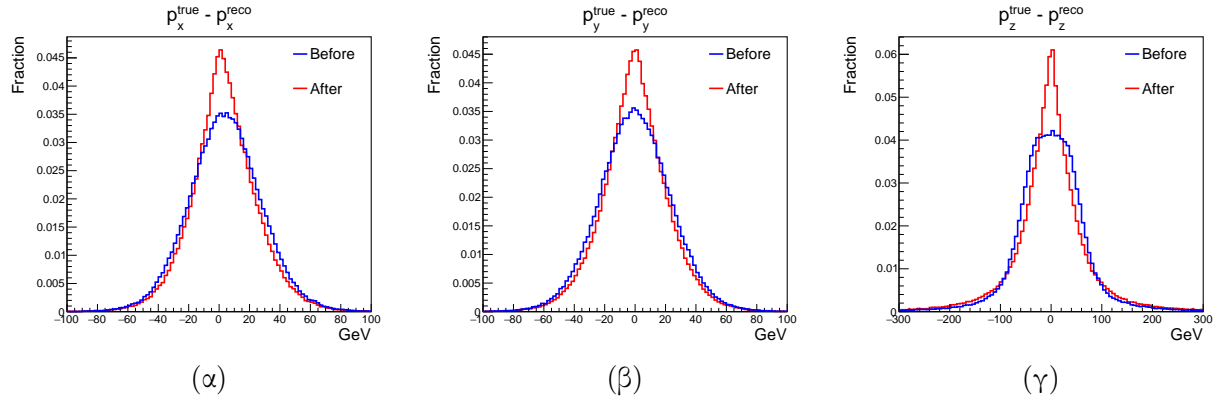 p_x^true - p_x^reco
Fraction
0.045
0.04
0.035
0.03
0.025
0.02
0.015
0.01
0.005
0
Before
After
−100 −80 −60 −40 −20 0 20 40 60 80 100
GeV
(α)
p_y^true - p_y^reco
Fraction
0.045
0.04
0.035
0.03
0.025
0.02
0.015
0.01
0.005
0
Before
After
−100 −80 −60 −40 −20 0 20 40 60 80 100
GeV
(β)
p_z^true - p_z^reco
Fraction
0.06
0.05
0.04
0.03
0.02
0.01
0
Before
After
−300 −200 −100 0 100 200 300
GeV
(γ)